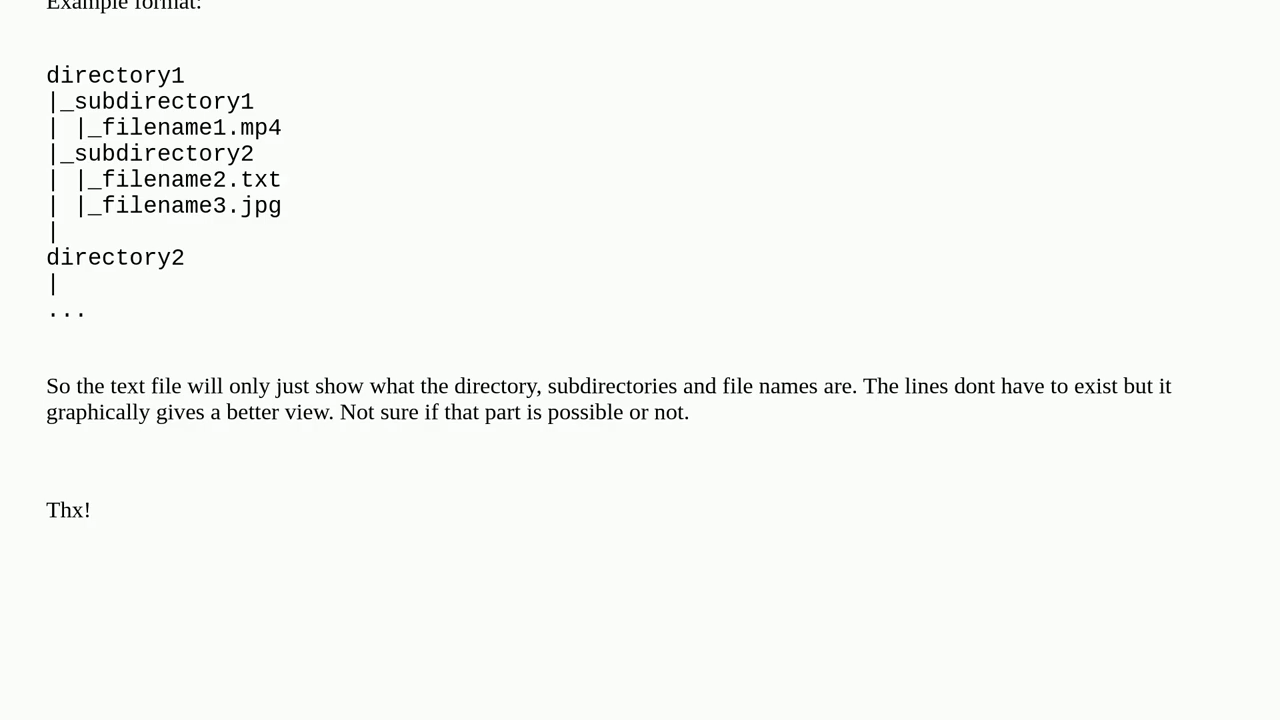 Example format:
directory1
|_subdirectory1
| |_filename1.mp4
|_subdirectory2
| |_filename2.txt
| |_filename3.jpg
|
directory2
|
...
So the text file will only just show what the directory, subdirectories and file names are. The lines dont have to exist but it
graphically gives a better view. Not sure if that part is possible or not.
Thx!